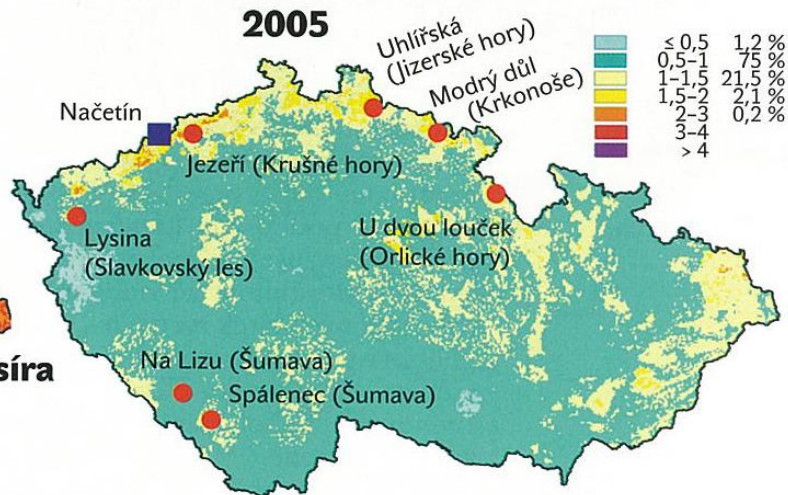 2005
≤ 0,5 1,2 %
0,5–1 75 %
1–1,5 21,5 %
1,5–2 2,1 %
2–3 0,2 %
3–4
> 4
Uhlířská
(Jizerské hory)
Modrý důl
(Krkonoše)
Načetín
Jezeří (Krušné hory)
Lysina
(Slavkovský les)
U dvou louček
(Orlické hory)
síra
Na Lizu (Šumava)
Spálenec (Šumava)